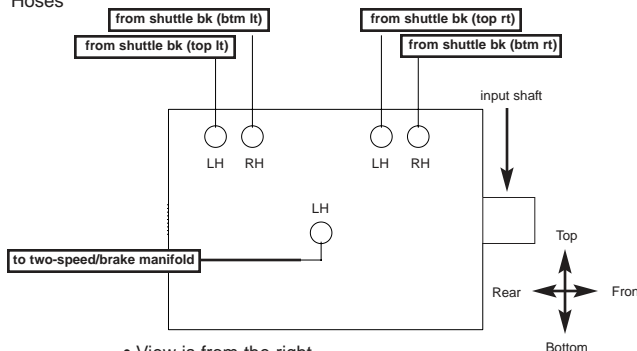 Hoses
from shuttle bk (btm lt)
from shuttle bk (top rt)
from shuttle bk (top lt)
from shuttle bk (btm rt)
input shaft
LH RH LH RH
LH
Top
to two-speed/brake manifold
Rear Front
Bottom
• View is from the right